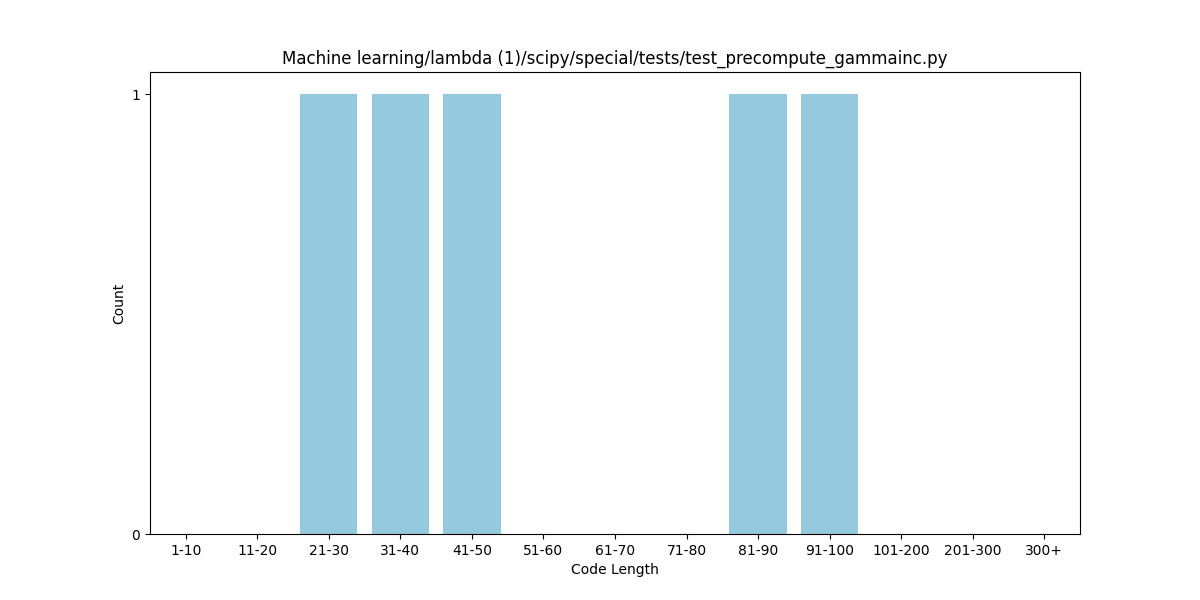 Machine learning/lambda (1)/scipy/special/tests/test_precompute_gammainc.py
1
Count
0
1-10 11-20 21-30 31-40 41-50 51-60 61-70 71-80 81-90 91-100 101-200 201-300 300+
Code Length